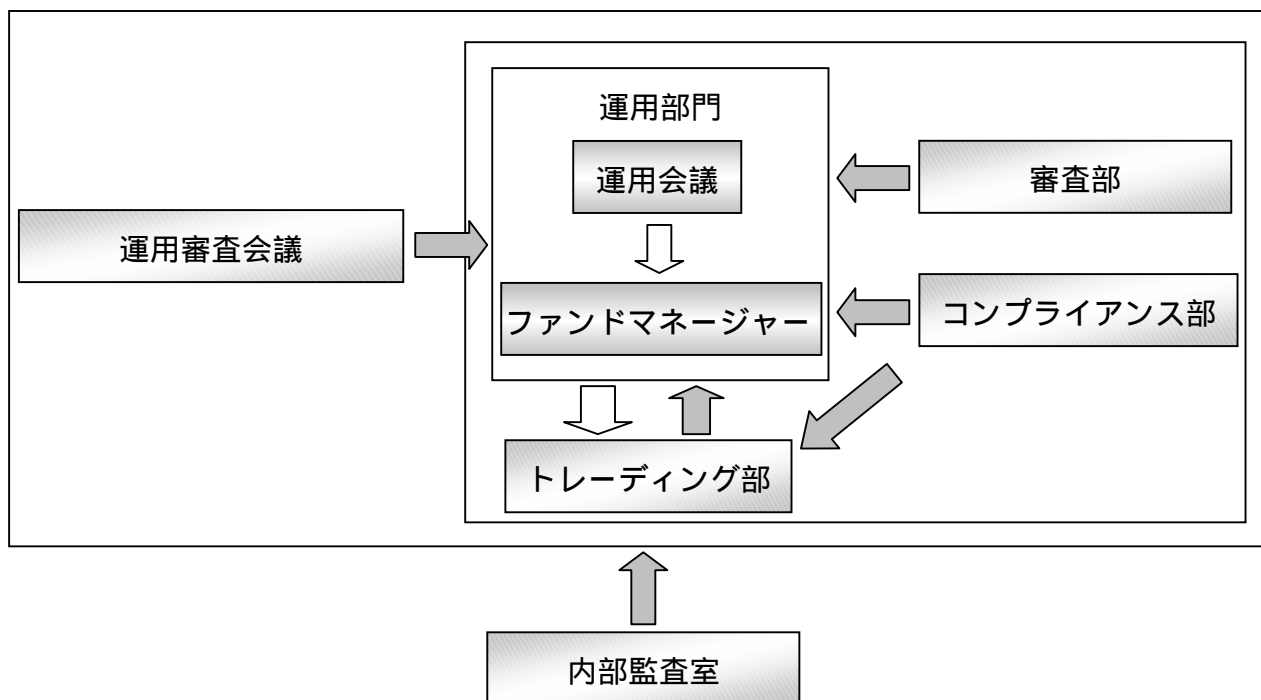 運用部門
運用会議
審査部
運用審査会議
ファンドマネージャー
コンプライアンス部
トレーディング部
内部監査室